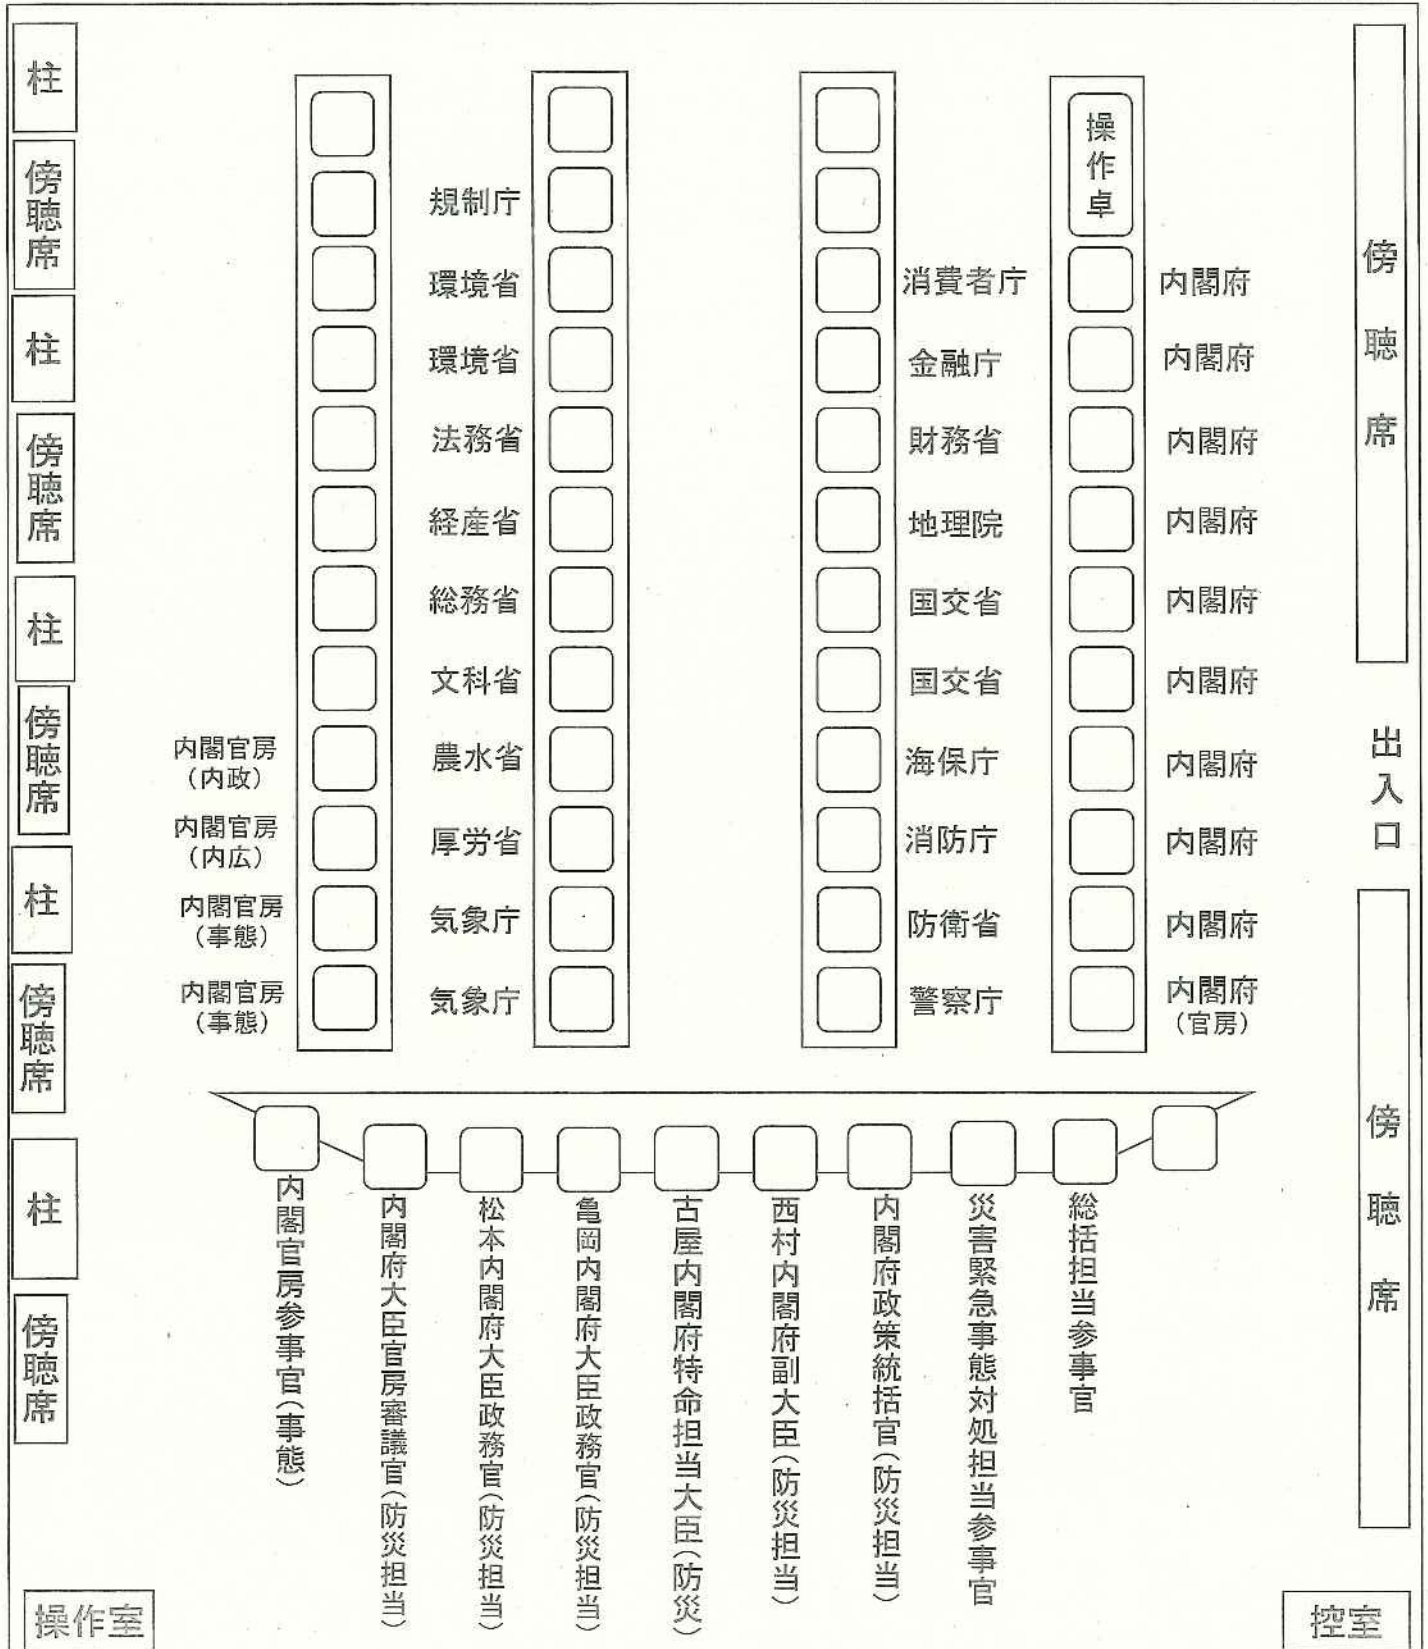 柱
傍聴席
柱
傍聴席
柱
傍聴席
柱
傍聴席
柱
傍聴席
操作室
内閣官房
（内政）
内閣官房
（内広）
内閣官房
（事態）
内閣官房
（事態）
規制庁
環境省
環境省
法務省
経産省
総務省
文科省
農水省
厚労省
気象庁
気象庁
消費者庁
金融庁
財務省
地理院
国交省
国交省
海保庁
消防庁
防衛省
警察庁
操作卓
内閣府
内閣府
内閣府
内閣府
内閣府
内閣府
内閣府
内閣府
内閣府
内閣府
（官房）
傍聴席
出入口
傍聴席
内閣官房参事官（事態）
内閣府大臣官房審議官（防災担当）
松本内閣府大臣政務官（防災担当）
亀岡内閣府大臣政務官（防災担当）
古屋内閣府特命担当大臣（防災）
西村内閣府副大臣（防災担当）
内閣府政策統括官（防災担当）
災害緊急事態対処担当参事官
総括担当参事官
控室